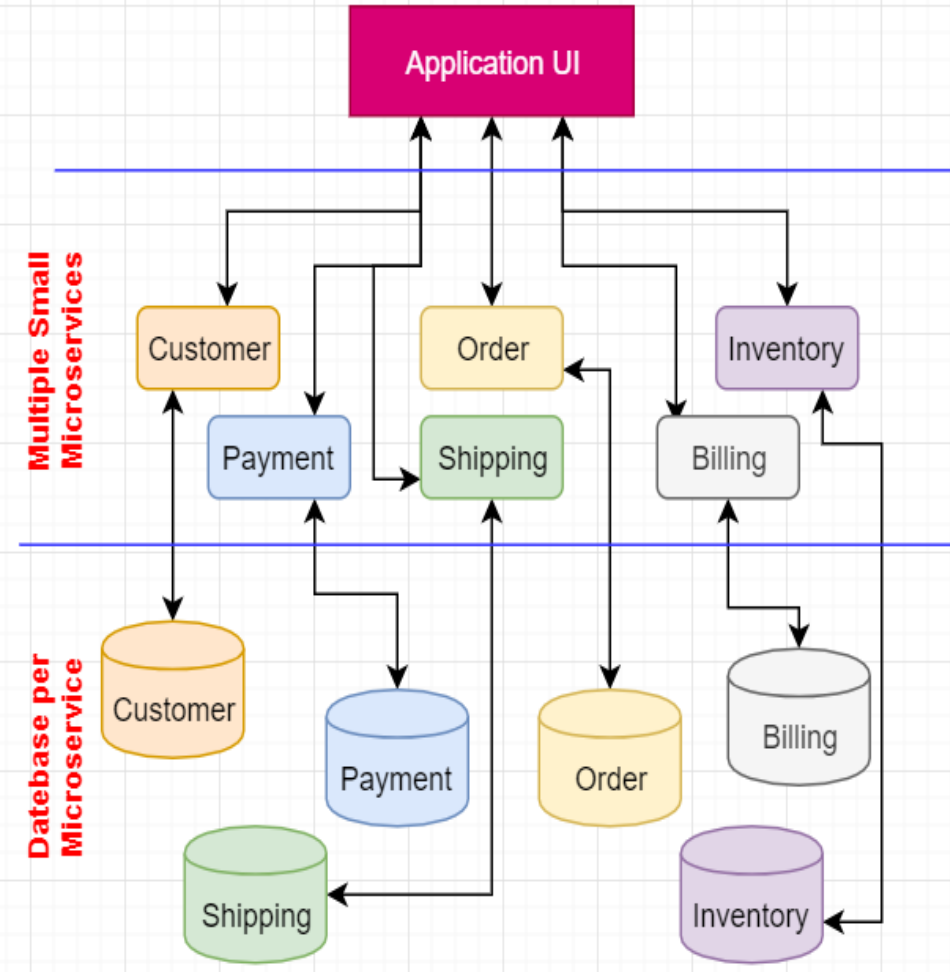 Application UI
Multiple Small
Microservices
Customer
Order
Inventory
Payment
Shipping
Billing
Datebase per
Microservice
Customer
Payment
Order
Billing
Shipping
Inventory